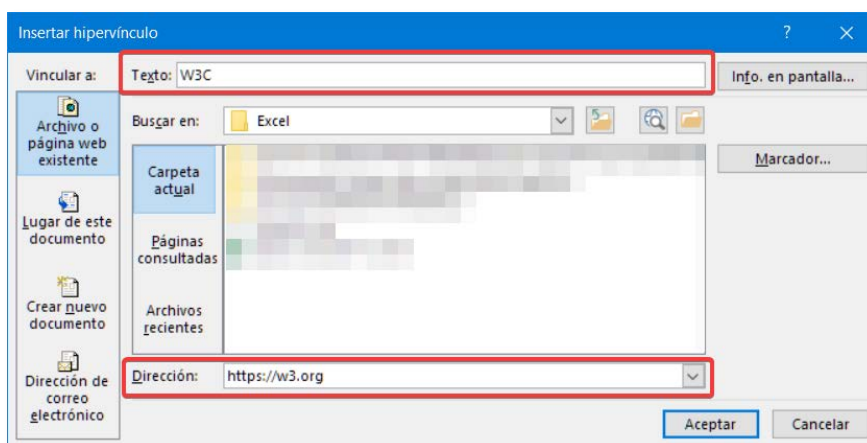 Insertar hipervínculo
?
Vincular a:
Texto: W3C
Info. en pantalla...
Archivo o
página web
existente
Buscar en: Excel
Marcador...
Carpeta
actual
Lugar de este
documento
Páginas
consultadas
Crear nuevo
documento
Archivos
recientes
Dirección de
correo
electrónico
Dirección: https://w3.org
Aceptar Cancelar